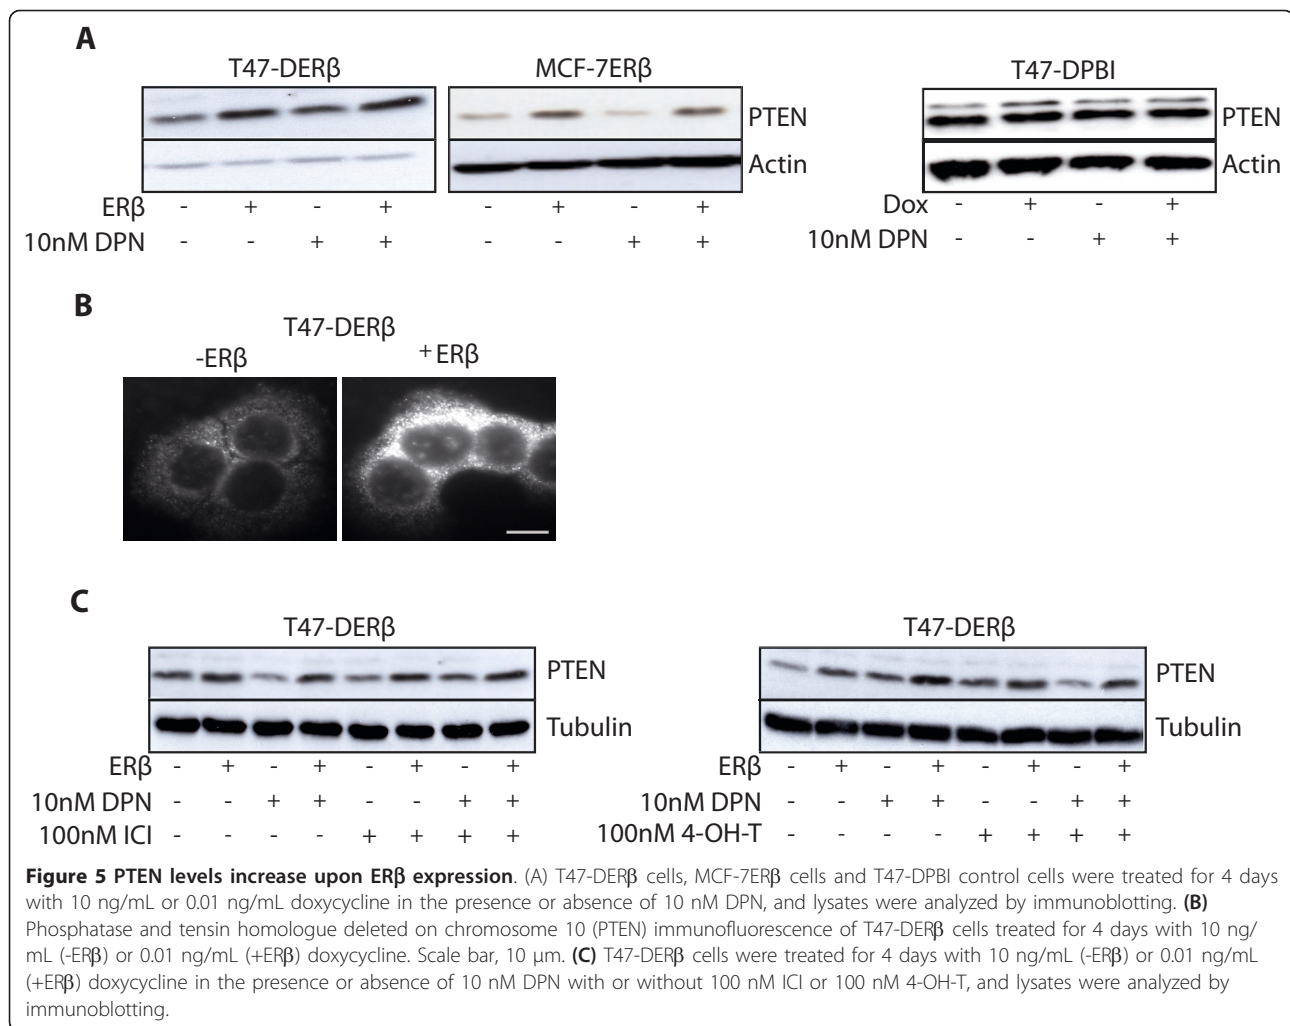 A
T47-DERβ MCF-7ERβ T47-DPBI
PTEN PTEN
Actin Actin
ERβ - + - + - + - + Dox - + - +
10nM DPN - - + + - - + + 10nM DPN - - + +
B
T47-DERβ
-ERβ +ERβ
C
T47-DERβ T47-DERβ
PTEN PTEN
Tubulin Tubulin
ERβ - + - + - + - + ERβ - + - + - + - +
10nM DPN - - + + - - + + 10nM DPN - - + + - - + +
100nM ICI - - - - + + + + 100nM 4-OH-T - - - - + + + +
Figure 5 PTEN levels increase upon ERβ expression. (A) T47-DERβ cells, MCF-7ERβ cells and T47-DPBI control cells were treated for 4 days
with 10 ng/mL or 0.01 ng/mL doxycycline in the presence or absence of 10 nM DPN, and lysates were analyzed by immunoblotting. (B)
Phosphatase and tensin homologue deleted on chromosome 10 (PTEN) immunofluorescence of T47-DERβ cells treated for 4 days with 10 ng/
mL (-ERβ) or 0.01 ng/mL (+ERβ) doxycycline. Scale bar, 10 μm. (C) T47-DERβ cells were treated for 4 days with 10 ng/mL (-ERβ) or 0.01 ng/mL
(+ERβ) doxycycline in the presence or absence of 10 nM DPN with or without 100 nM ICI or 100 nM 4-OH-T, and lysates were analyzed by
immunoblotting.